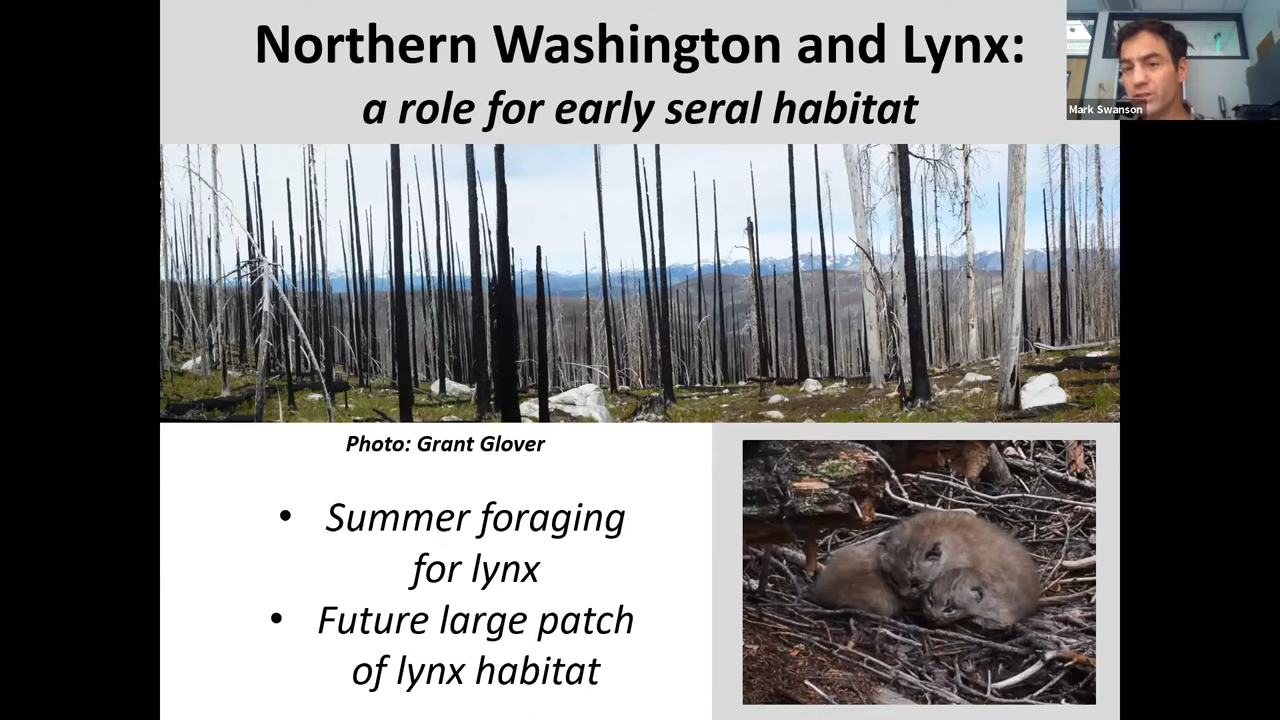 Northern Washington and Lynx:
a role for early seral habitat
Mark Swanson
Photo: Grant Glover
• Summer foraging
for lynx
• Future large patch
of lynx habitat